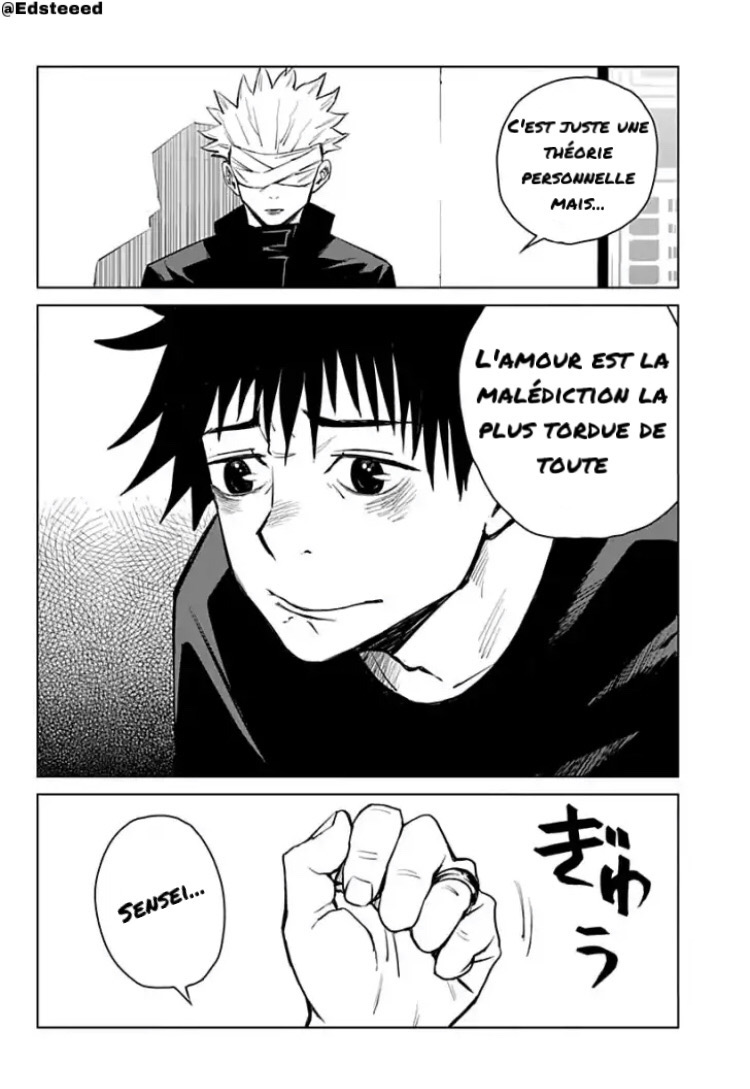 @Edsteeed
C'EST JUSTE UNE
THÉORIE
PERSONNELLE
MAIS...
L'AMOUR EST LA
MALÉDICTION LA
PLUS TORDUE DE
TOUTE
SENSEI...
ぎゅう